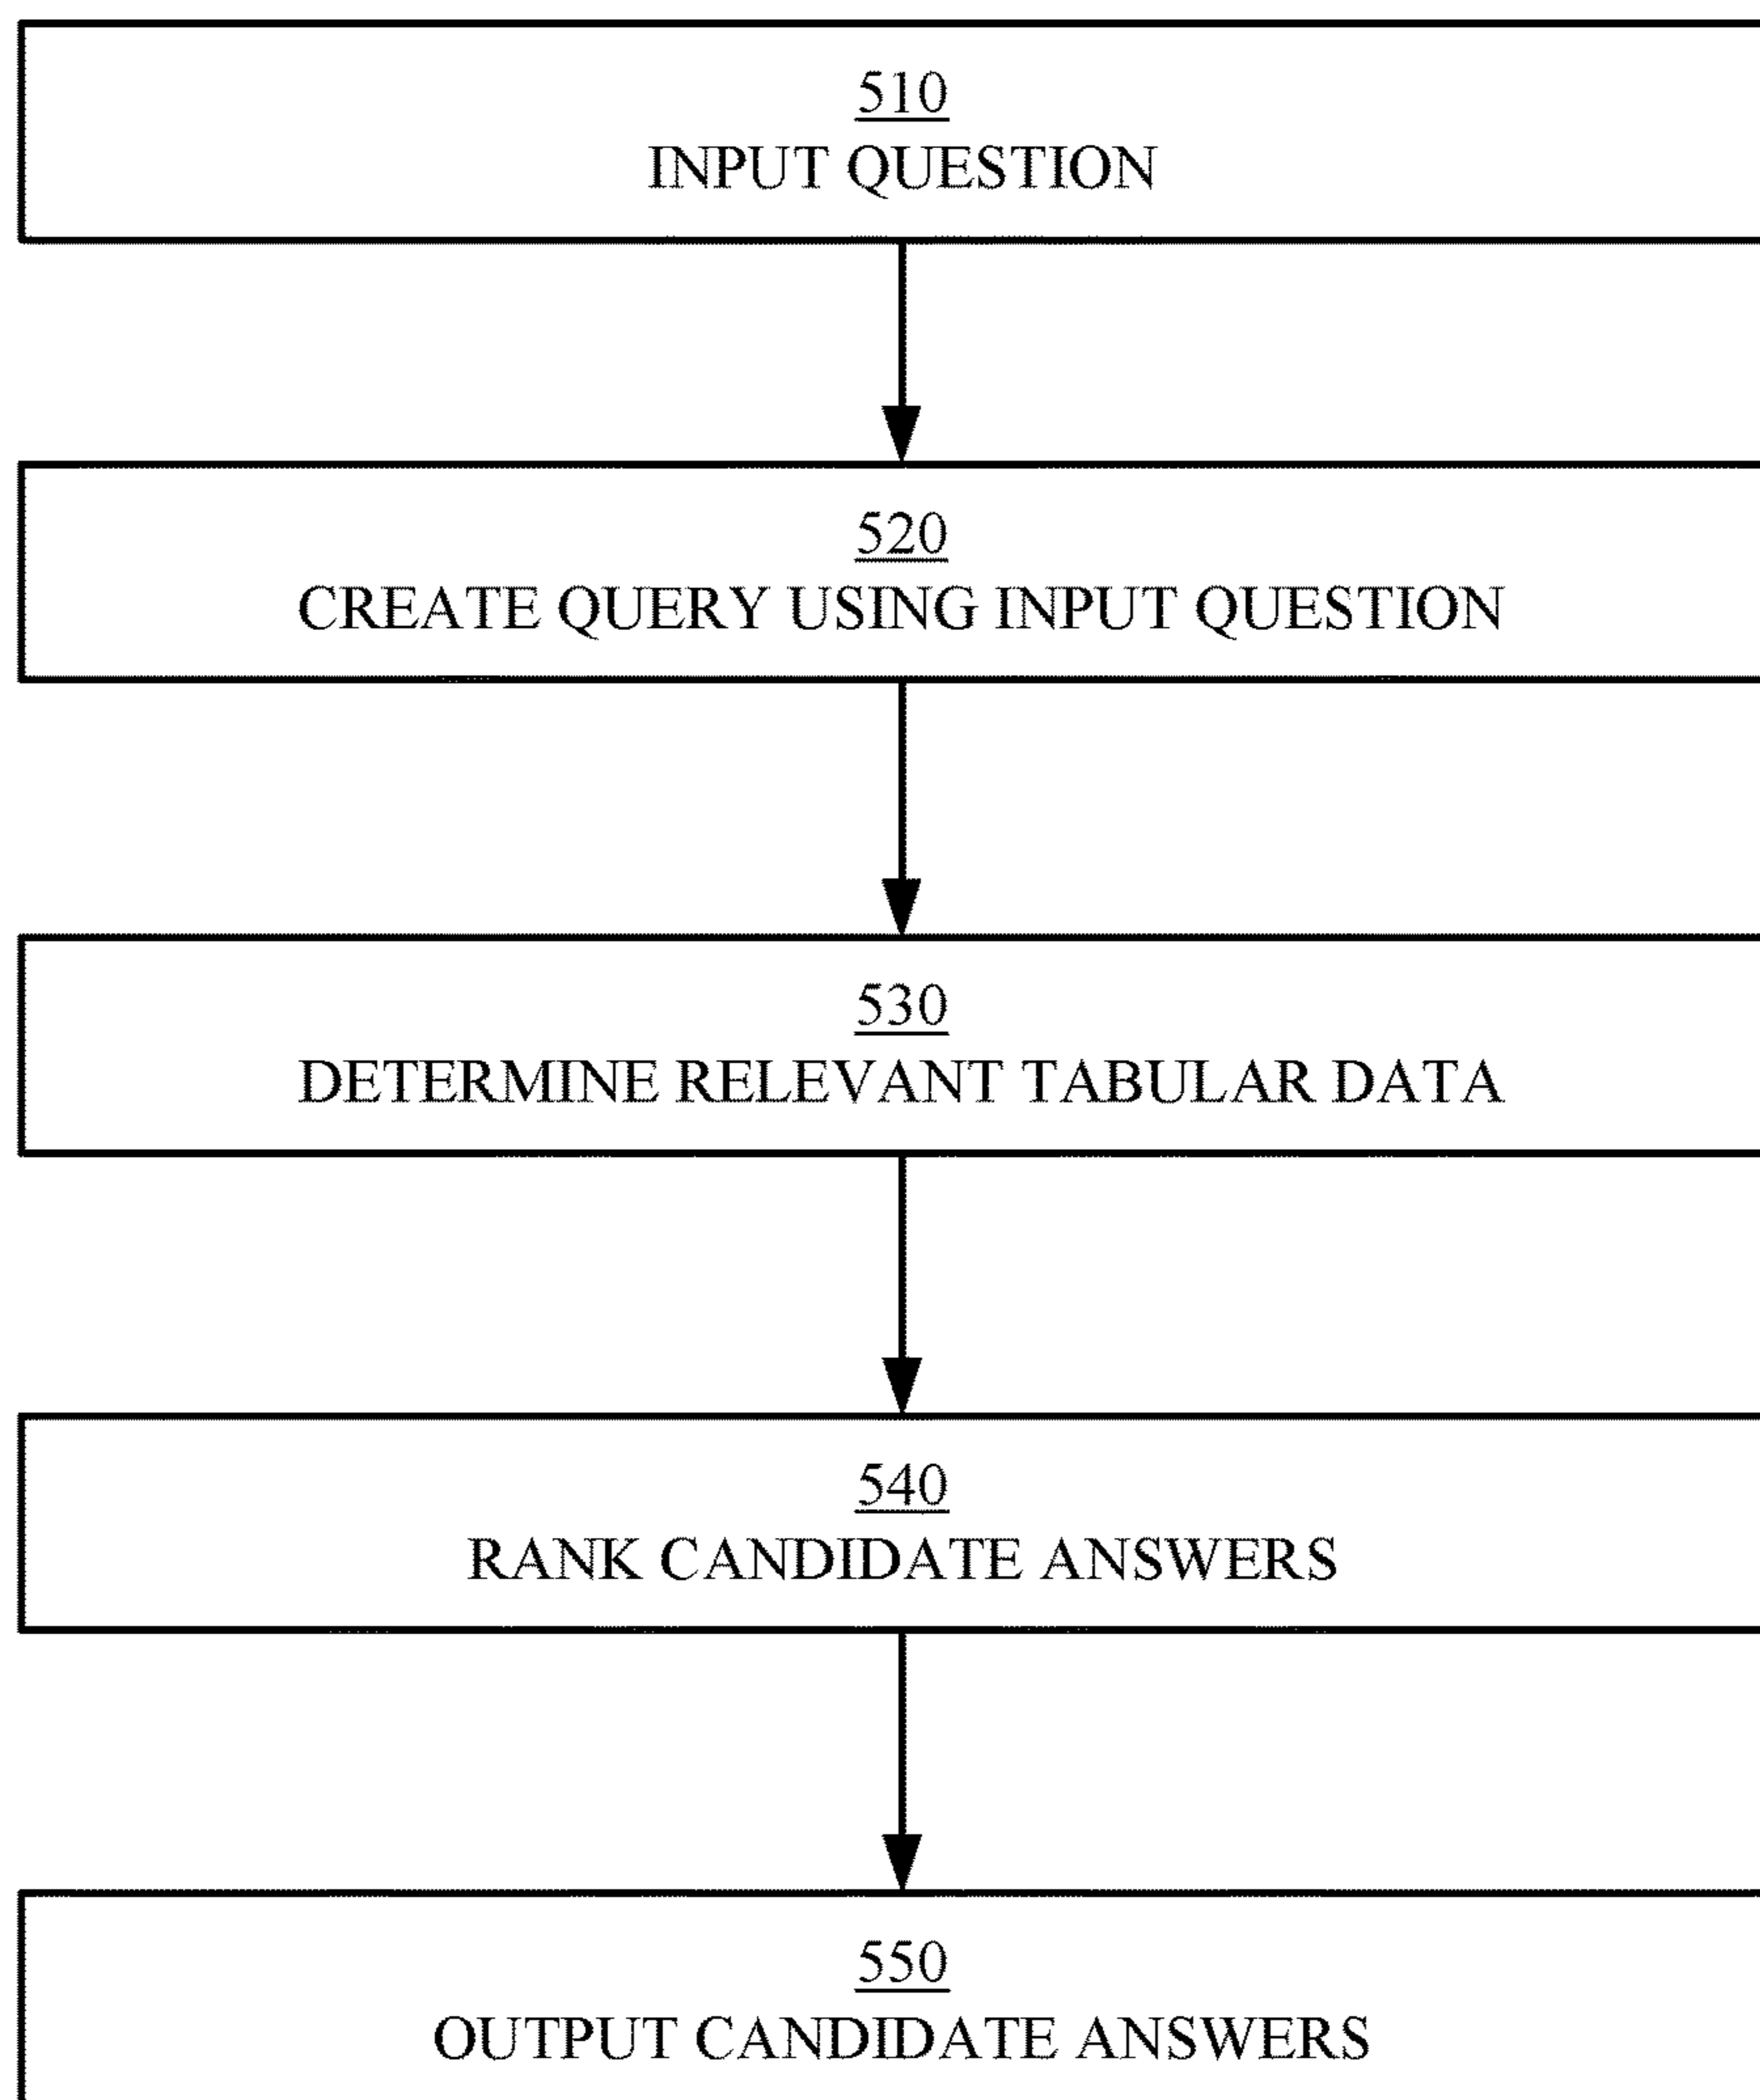 510
INPUT QUESTION
520
CREATE QUERY USING INPUT QUESTION
530
DETERMINE RELEVANT TABULAR DATA
540
RANK CANDIDATE ANSWERS
550
OUTPUT CANDIDATE ANSWERS